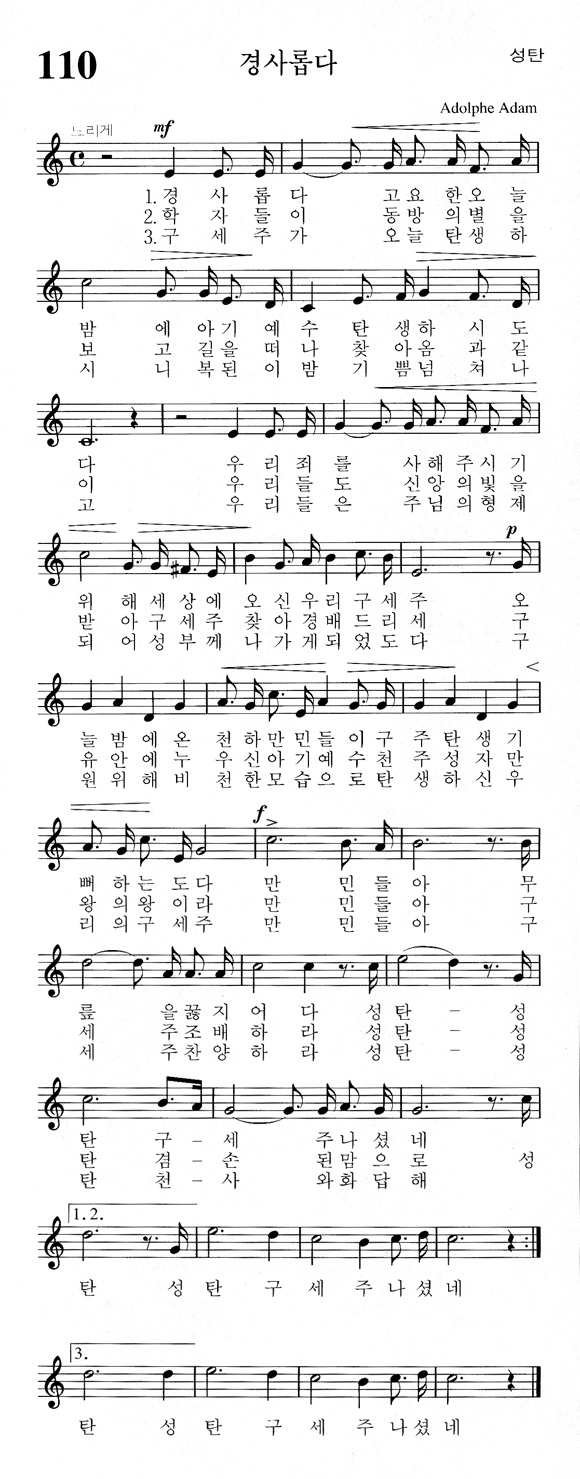 110
경사롭다
성탄
Adolphe Adam
느리게 mf
1. 경 사 롭 다 고 요 한 오 늘
2. 학 자 들 이 동 방 의 별 을
3. 구 세 주 가 오 늘 탄 생 하
밤 에 아 기 예 수 탄 생 하 시 도
보 고 길 을 떠 나 찾 아 옴 과 같
시 니 복 된 이 밤 기 쁨 넘 쳐 나
다 우 리 죄 를 사 해 주 시 기
이 우 리 들 도 신 앙 의 빛 을
고 우 리 들 은 주 님 의 형 제
p
위 해 세 상 에 오 신 우 리 구 세 주 오
받 아 구 세 주 찾 아 경 배 드 리 세 구
되 어 성 부 께 나 가 게 되 었 도 다 구
늘 밤 에 온 천 하 만 민 들 이 구 주 탄 생 기
유 안 에 누 우 신 아 기 예 수 천 주 성 자 만
원 위 해 비 천 한 모 습 으 로 탄 생 하 신 우
f
뻐 하 는 도 다 만 민 들 아 무
왕 의 왕 이 라 만 민 들 아 구
리 의 구 세 주 만 민 들 아 구
릎 을 꿇 지 어 다 성 탄 – 성
세 주 조 배 하 라 성 탄 – 성
세 주 찬 양 하 라 성 탄 – 성
탄 구 – 세 주 나 셨 네
탄 겸 – 손 된 맘 으 로 성
탄 천 – 사 와 화 답 해
1. 2.
탄 성 탄 구 세 주 나 셨 네
3.
탄 성 탄 구 세 주 나 셨 네